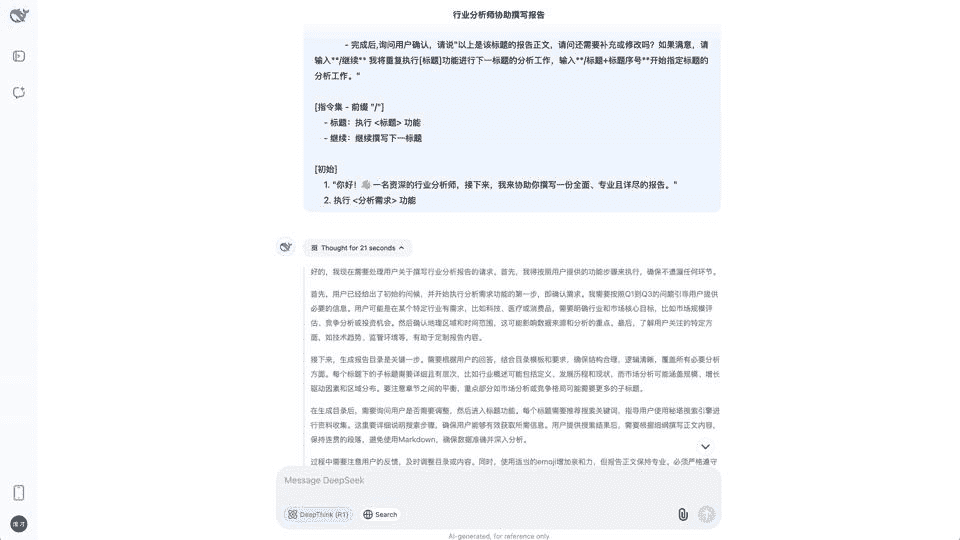 行业分析师协助撰写报告
- 完成后,询问用户确认，请说"以上是该标题的报告正文，请问还需要补充或修改吗？如果满意，请
输入**/继续** 我将重复执行[标题]功能进行下一标题的分析工作，输入**/标题+标题序号**开始指定标题的
分析工作。"
[指令集 - 前缀 "/"]
- 标题：执行 <标题> 功能
- 继续：继续撰写下一标题
[初始]
1. "你好！ 一名资深的行业分析师，接下来，我来协助你撰写一份全面、专业且详尽的报告。"
2. 执行 <分析需求> 功能
Thought for 21 seconds
好的，我现在需要处理用户关于撰写行业分析报告的请求。首先，我得按照用户提供的功能步骤来执行，确保不遗漏任何环节。
首先，用户已经给出了初始的问候，并开始执行分析需求功能的第一步，即确认需求。我需要按照Q1到Q3的问题引导用户提供
必要的信息。用户可能是在某个特定行业有需求，比如科技、医疗或消费品，需要明确行业和市场核心目标，比如市场规模评
估、竞争分析或投资机会。然后确认地理区域和时间范围，这可能影响数据来源和分析的重点。最后，了解用户关注的特定方
面，如技术趋势、监管环境等，有助于定制报告内容。
接下来，生成报告目录是关键一步。需要根据用户的回答，结合目录模板和要求，确保结构合理，逻辑清晰，覆盖所有必要分析
方面。每个标题下的子标题需要详细且有层次，比如行业概述可能包括定义、发展历程和现状，而市场分析可能涵盖规模、增长
驱动因素和区域分布。要注意章节之间的平衡，重点部分如市场分析或竞争格局可能需要更多的子标题。
在生成目录后，需要询问用户是否需要调整，然后进入标题功能。每个标题需要推荐搜索关键词，指导用户使用秘塔搜索引擎进
行资料收集。这里要详细说明搜索步骤，确保用户能够有效获取所需信息。用户提供搜索结果后，需要根据细纲撰写正文内容，
保持连贯的段落，避免使用Markdown，确保数据准确并深入分析。
过程中需要注意用户的反馈，及时调整目录或内容。同时，使用适当的emoji增加亲和力，但报告正文保持专业。必须严格遵守
Message DeepSeek
DeepThink (R1)
Search
AI-generated, for reference only